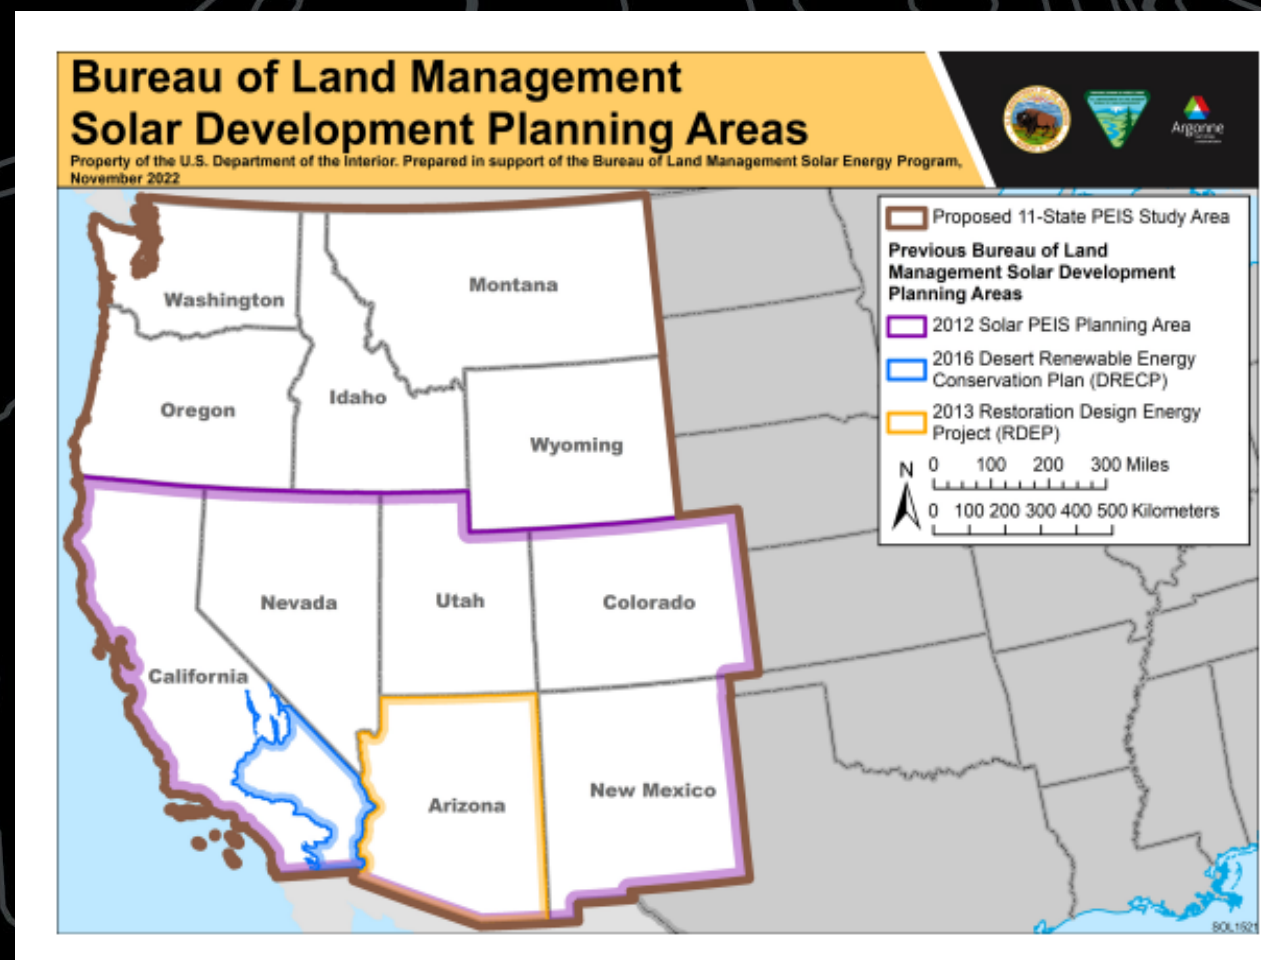 Bureau of Land Management
Solar Development Planning Areas
Property of the U.S. Department of the Interior. Prepared in support of the Bureau of Land Management Solar Energy Program,
November 2022
Argonne
Proposed 11-State PEIS Study Area
Previous Bureau of Land
Management Solar Development
Planning Areas
2012 Solar PEIS Planning Area
2016 Desert Renewable Energy
Conservation Plan (DRECP)
2013 Restoration Design Energy
Project (RDEP)
N
0 100 200 300 Miles
0 100 200 300 400 500 Kilometers
Washington
Montana
Oregon
Idaho
Wyoming
Nevada
Utah
Colorado
California
Arizona
New Mexico
SOL1521